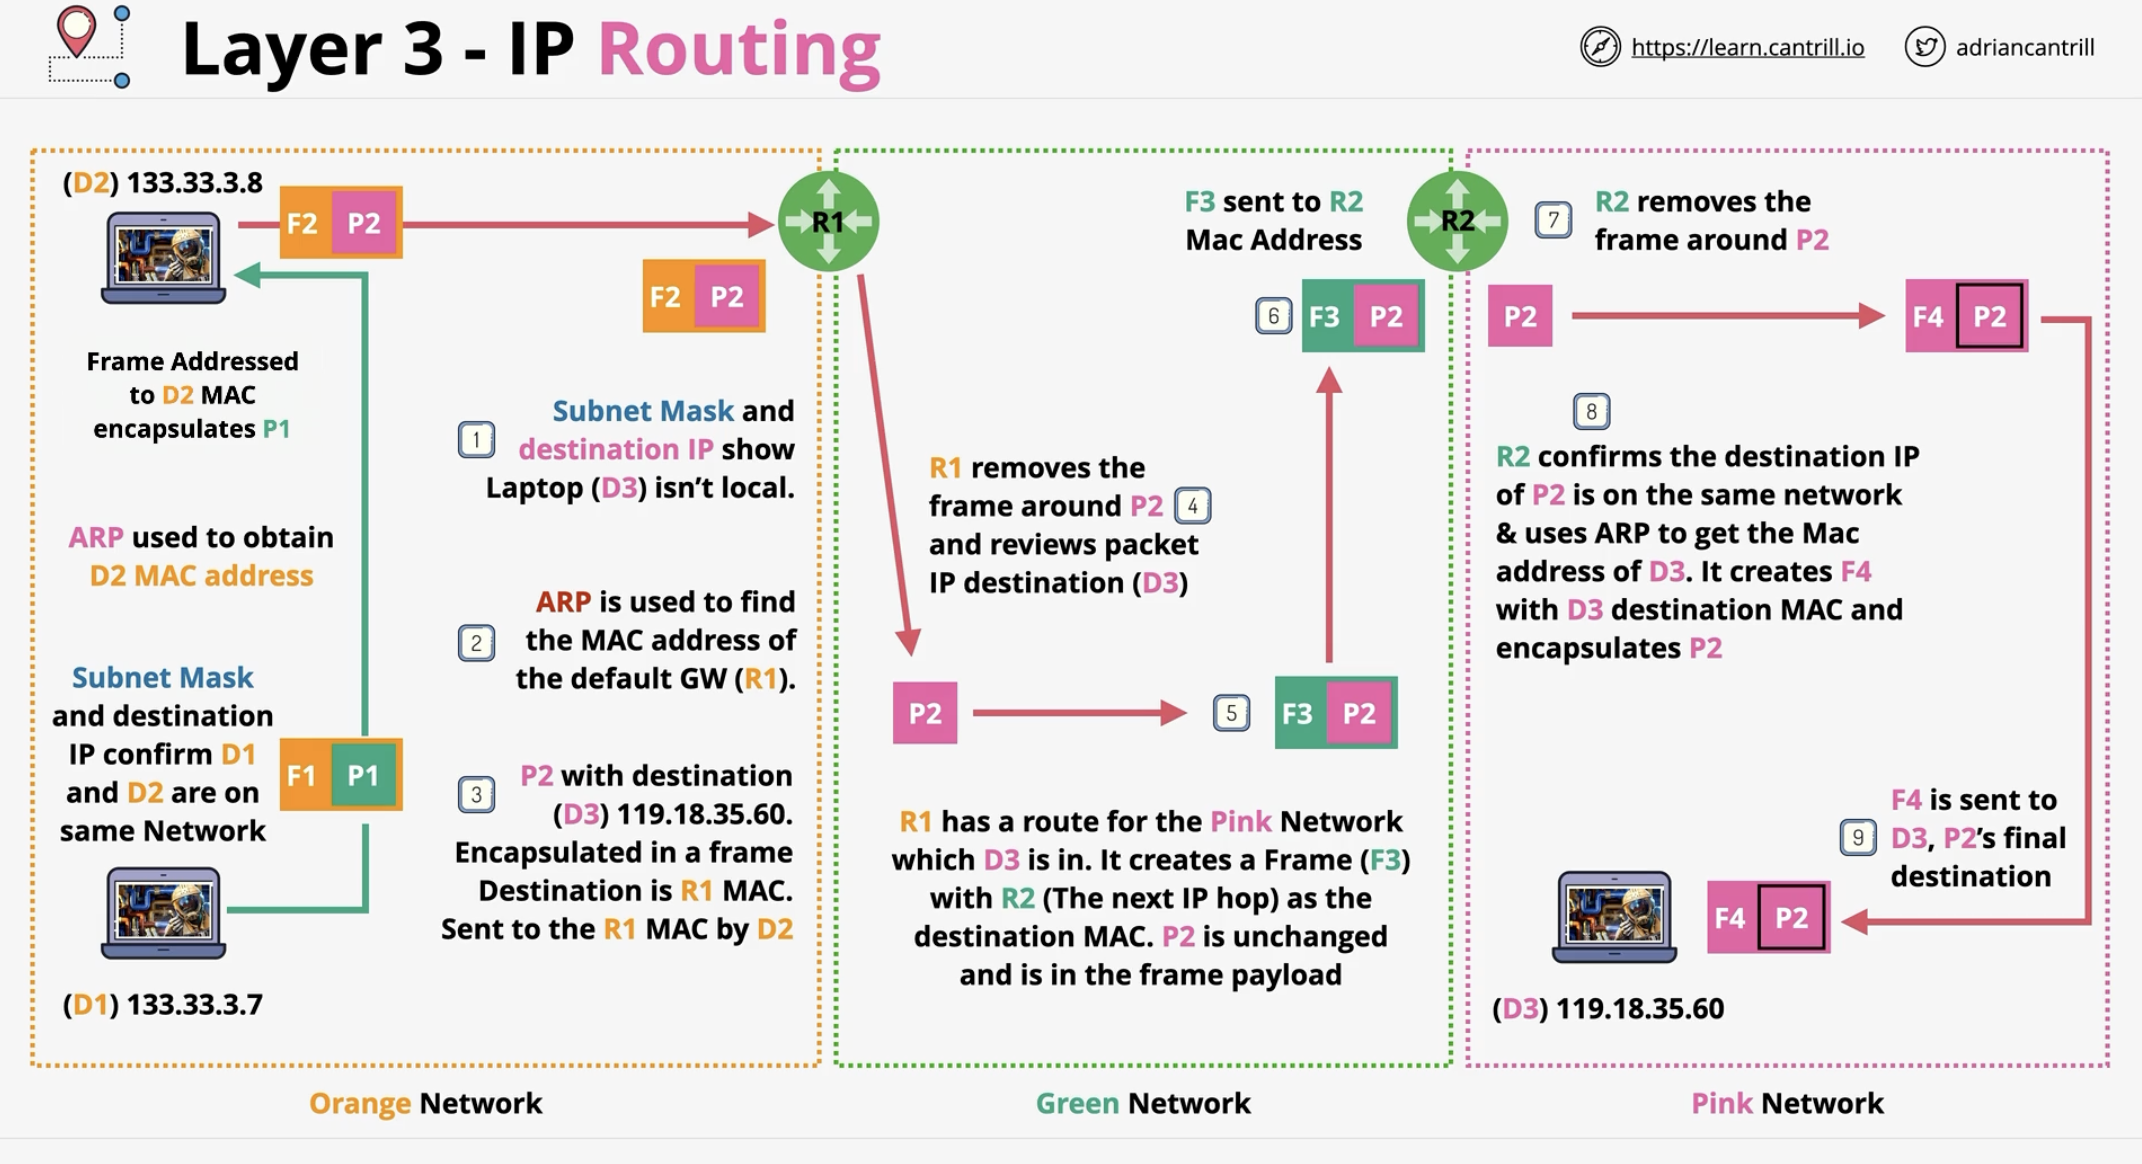 Layer 3 - IP Routing
https://learn.cantrill.io
adriancantrill
(D2) 133.33.3.8
F2 P2
Frame Addressed
to D2 MAC
encapsulates P1
ARP used to obtain
D2 MAC address
Subnet Mask
and destination
IP confirm D1
and D2 are on
same Network
F1 P1
(D1) 133.33.3.7
R1
F2 P2
1
Subnet Mask and
destination IP show
Laptop (D3) isn't local.
2
ARP is used to find
the MAC address of
the default GW (R1).
3
P2 with destination
(D3) 119.18.35.60.
Encapsulated in a frame
Destination is R1 MAC.
Sent to the R1 MAC by D2
Orange Network
R1 removes the
frame around P2 4
and reviews packet
IP destination (D3)
P2
5
F3 P2
R1 has a route for the Pink Network
which D3 is in. It creates a Frame (F3)
with R2 (The next IP hop) as the
destination MAC. P2 is unchanged
and is in the frame payload
F3 sent to R2
Mac Address
6
F3 P2
Green Network
R2
7
R2 removes the
frame around P2
P2
F4 P2
8
R2 confirms the destination IP
of P2 is on the same network
& uses ARP to get the Mac
address of D3. It creates F4
with D3 destination MAC and
encapsulates P2
9
F4 is sent to
D3, P2's final
destination
F4 P2
(D3) 119.18.35.60
Pink Network